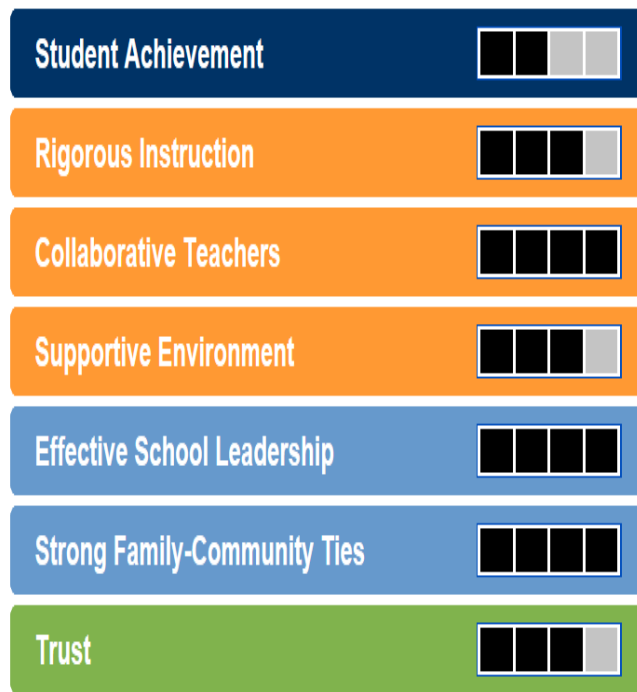 Student Achievement
Rigorous Instruction
Collaborative Teachers
Supportive Environment
Effective School Leadership
Strong Family-Community Ties
Trust